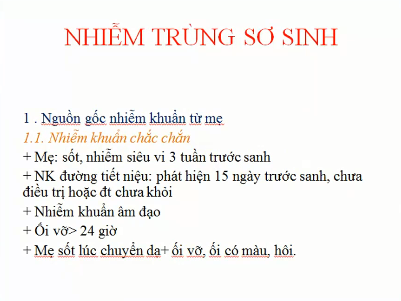 NHIỄM TRÙNG SƠ SINH
1 . Nguồn gốc nhiễm khuẩn từ mẹ
1.1. Nhiễm khuẩn chắc chắn
+ Mẹ: sốt, nhiễm siêu vi 3 tuần trước sanh
+ NK đường tiết niệu: phát hiện 15 ngày trước sanh, chưa
điều trị hoặc đt chưa khỏi
+ Nhiễm khuẩn âm đạo
+ Ối vỡ> 24 giờ
+ Mẹ sốt lúc chuyển dạ+ ối vỡ, ối có màu, hôi.